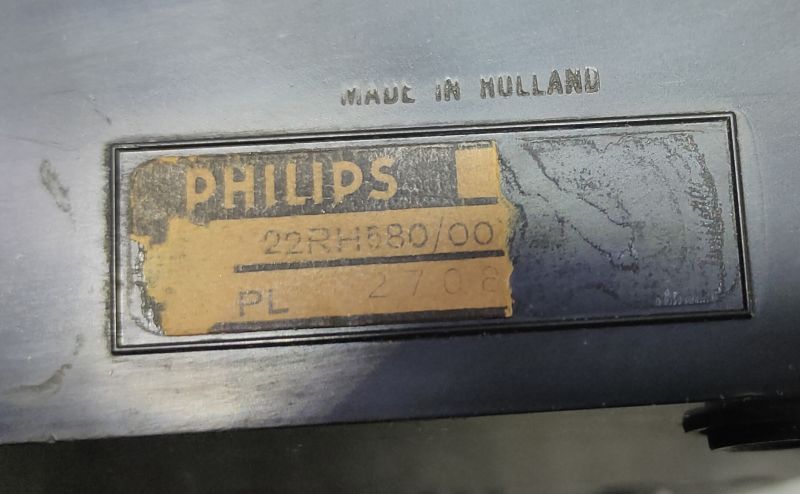 MADE IN HOLLAND
PHILIPS
22RH580/00
PL 2708